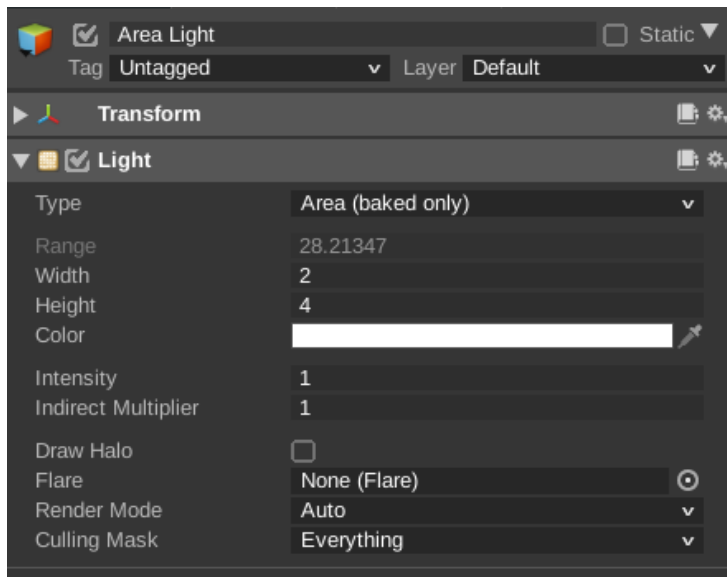 Area Light Static
Tag Untagged Layer Default
Transform
Light
Type Area (baked only)
Range 28.21347
Width 2
Height 4
Color
Intensity 1
Indirect Multiplier 1
Draw Halo
Flare None (Flare)
Render Mode Auto
Culling Mask Everything